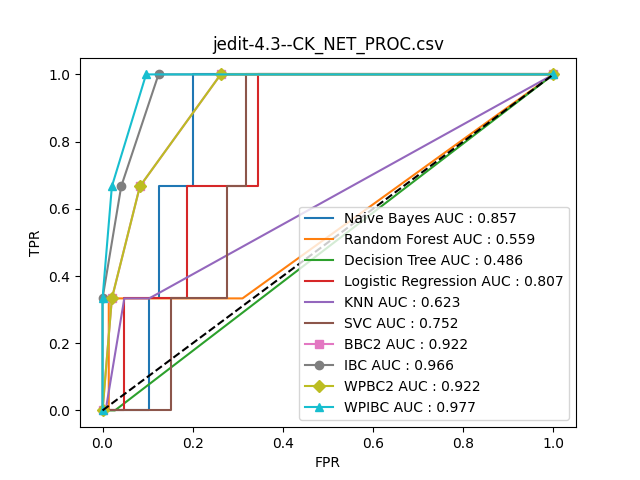 jedit-4.3--CK_NET_PROC.csv
1.0
0.8
0.6
0.4
0.2
0.0
TPR
Naive Bayes AUC : 0.857
Random Forest AUC : 0.559
Decision Tree AUC : 0.486
Logistic Regression AUC : 0.807
KNN AUC : 0.623
SVC AUC : 0.752
BBC2 AUC : 0.922
IBC AUC : 0.966
WPBC2 AUC : 0.922
WPIBC AUC : 0.977
0.0 0.2 0.4 0.6 0.8 1.0
FPR